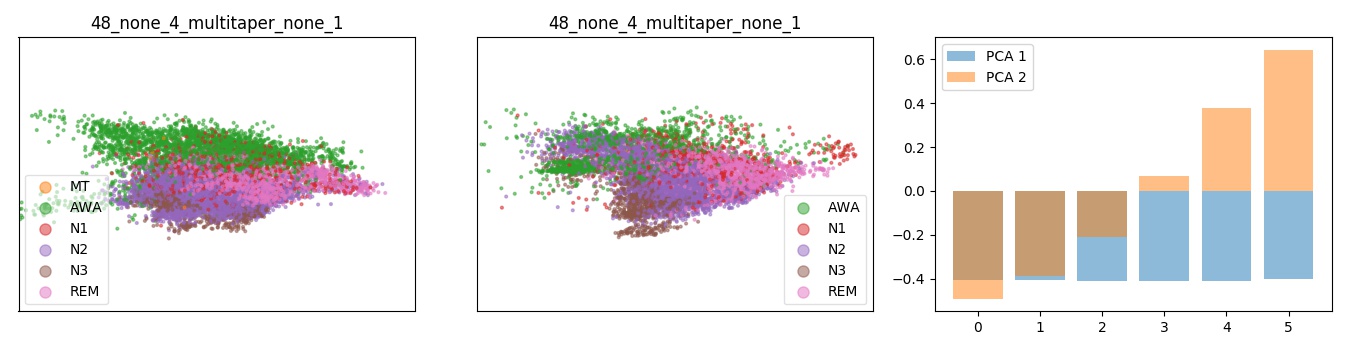 48_none_4_multitaper_none_1
MT
AWA
N1
N2
N3
REM
48_none_4_multitaper_none_1
AWA
N1
N2
N3
REM
PCA 1
PCA 2
0.6
0.4
0.2
0.0
−0.2
−0.4
0 1 2 3 4 5